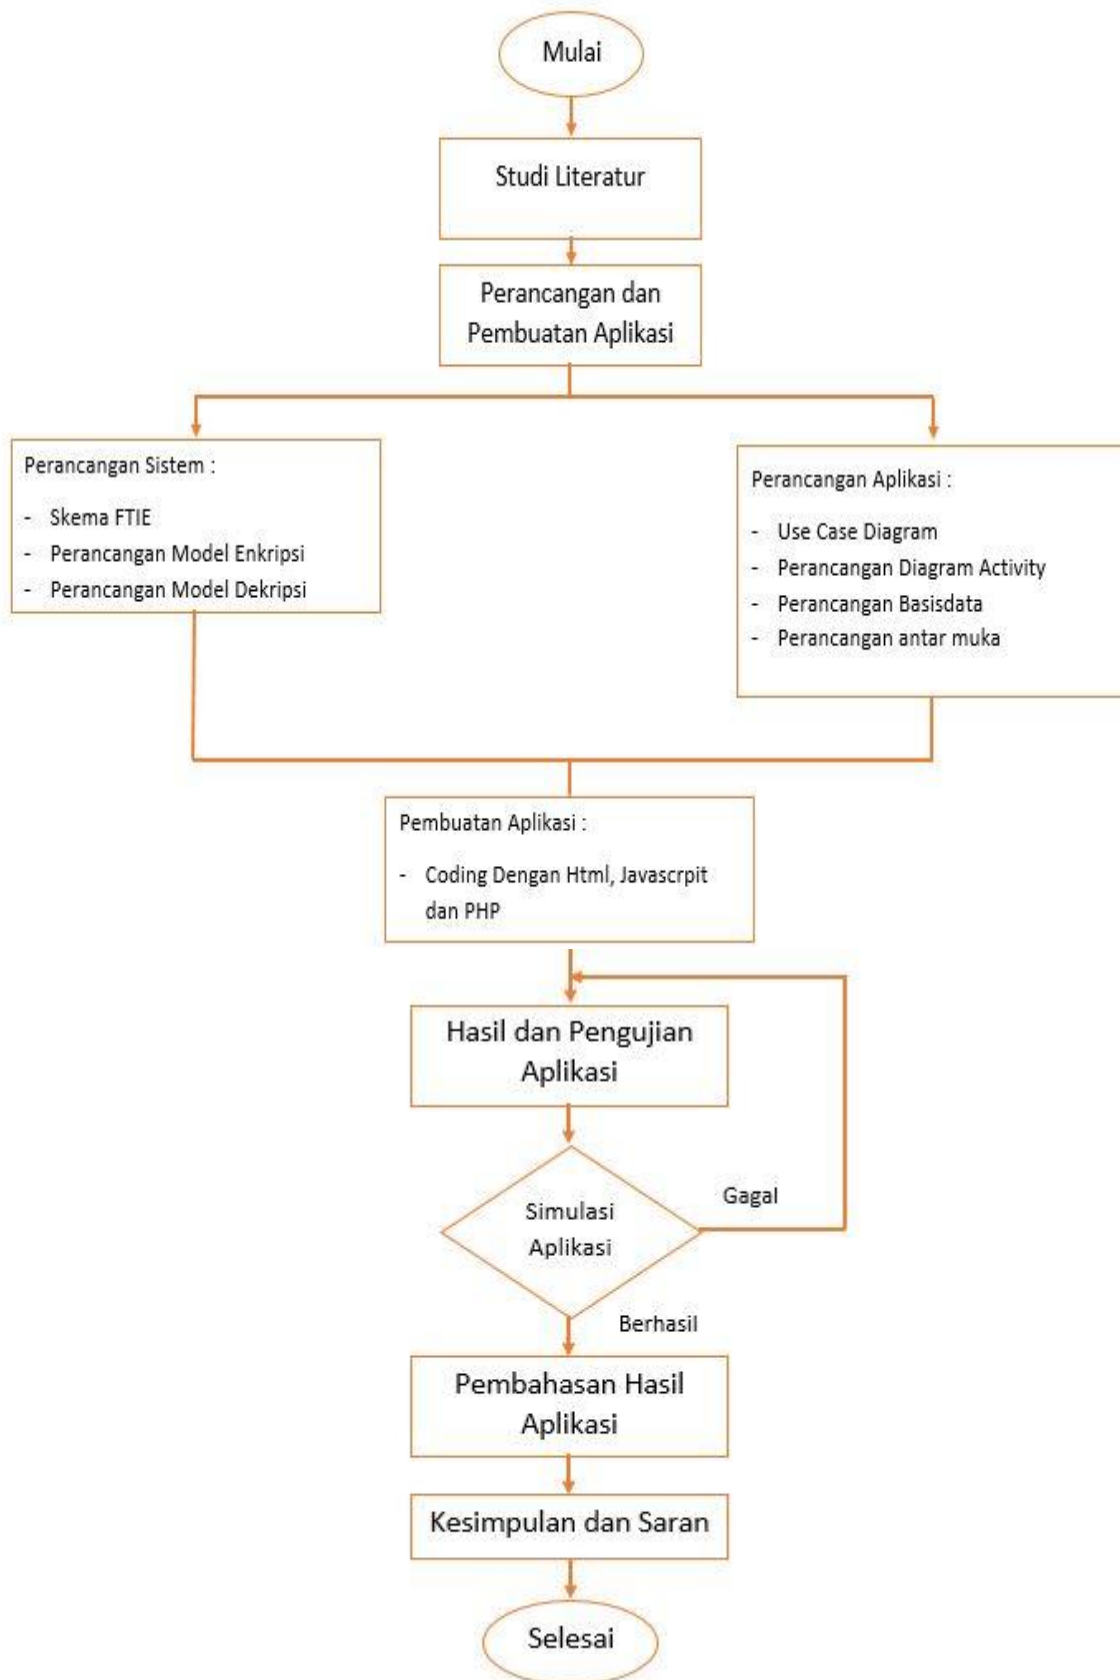 Mulai
Studi Literatur
Perancangan dan
Pembuatan Aplikasi
Perancangan Sistem :
- Skema FTIE
- Perancangan Model Enkripsi
- Perancangan Model Dekripsi
Perancangan Aplikasi :
- Use Case Diagram
- Perancangan Diagram Activity
- Perancangan Basisdata
- Perancangan antar muka
Pembuatan Aplikasi :
- Coding Dengan Html, Javascrpit
dan PHP
Hasil dan Pengujian
Aplikasi
Simulasi
Aplikasi
Gagal
Berhasil
Pembahasan Hasil
Aplikasi
Kesimpulan dan Saran
Selesai